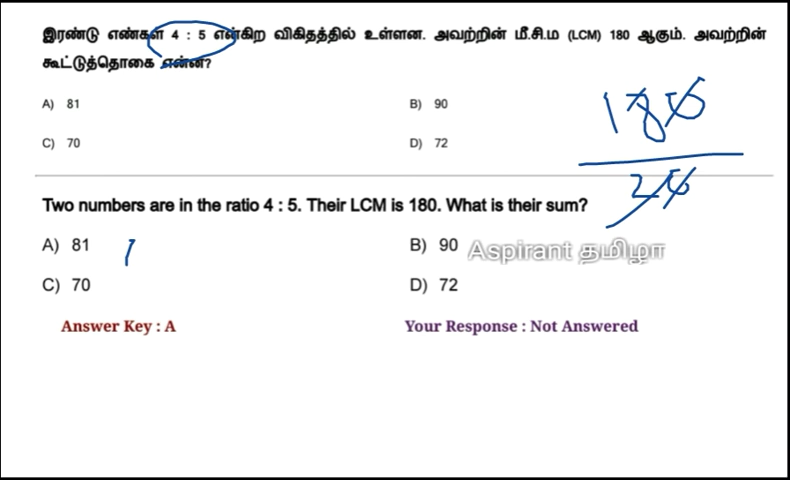 இரண்டு எண்கள் 4 : 5 என்கிற விகிதத்தில் உள்ளன. அவற்றின் மீ.சி.ம (LCM) 180 ஆகும். அவற்றின்
கூட்டுத்தொகை என்ன?
A) 81
B) 90
C) 70
D) 72
180
20
Two numbers are in the ratio 4 : 5. Their LCM is 180. What is their sum?
A) 81
B) 90
Aspirant தமிழா
C) 70
D) 72
Answer Key : A
Your Response : Not Answered